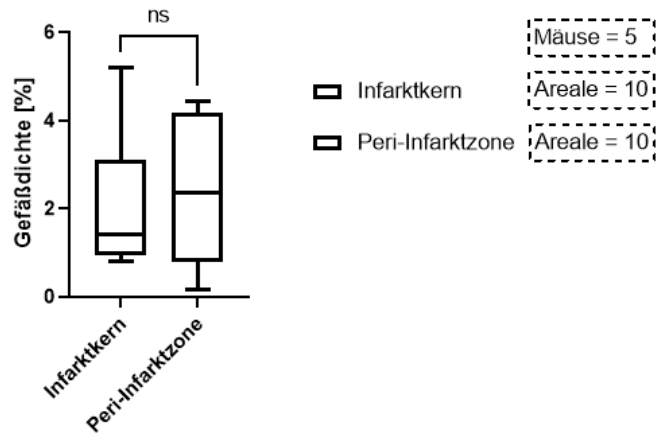 ns
6
4
2
0
Gefäßdichte [%]
Infarktkern
Peri-Infarktzone
Mäuse = 5
Infarktkern
Areale = 10
Peri-Infarktzone
Areale = 10